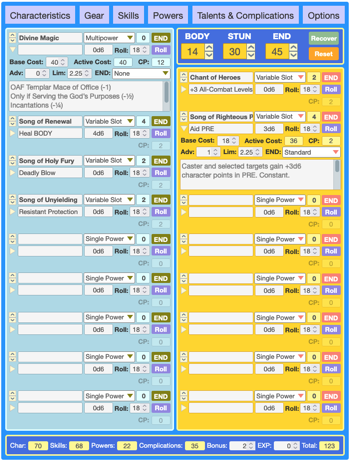 Characteristics Gear Skills Powers Talents & Complications Options
Divine Magic Multipower 0 END
0d6 Roll: 18 Roll
Base Cost: 40 Active Cost: 40 CP: 12
Adv: 0 Lim: 2.25 END: None
OAF Templar Mace of Office (-1)
Only if Serving the God's Purposes (-½)
Incantations (-¼)
Song of Renewal Variable Slot 4 END
Heal BODY 4d6 Roll: 18 Roll
CP: 2
Song of Holy Fury Variable Slot 2 END
Deadly Blow 0d6 Roll: 18 Roll
CP: 2
Song of Unyielding Variable Slot 2 END
Resistant Protection 0d6 Roll: 18 Roll
CP: 2
Single Power 0 END
0d6 Roll: 18 Roll
CP: 0
Single Power 0 END
0d6 Roll: 18 Roll
CP: 0
Single Power 0 END
0d6 Roll: 18 Roll
CP: 0
Single Power 0 END
0d6 Roll: 18 Roll
CP: 0
Single Power 0 END
0d6 Roll: 18 Roll
CP: 0
BODY STUN END Recover
14 30 45 Reset
Chant of Heroes Variable Slot 2 END
+3 All-Combat Levels 0d6 Roll: 18 Roll
CP: 2
Song of Righteous P Variable Slot 4 END
Aid PRE 3d6 Roll: 18 Roll
Base Cost: 18 Active Cost: 36 CP: 2
Adv: 1 Lim: 2.25 END: Standard
Caster and selected targets gain +3d6
character points in PRE. Constant.
Single Power 0 END
0d6 Roll: 18 Roll
CP: 0
Single Power 0 END
0d6 Roll: 18 Roll
CP: 0
Single Power 0 END
0d6 Roll: 18 Roll
CP: 0
Single Power 0 END
0d6 Roll: 18 Roll
CP: 0
Single Power 0 END
0d6 Roll: 18 Roll
CP: 0
Single Power 0 END
0d6 Roll: 18 Roll
CP: 0
Char: 70 Skills: 68 Powers: 22 Complications: 35 Bonus: 2 EXP: 0 Total: 123